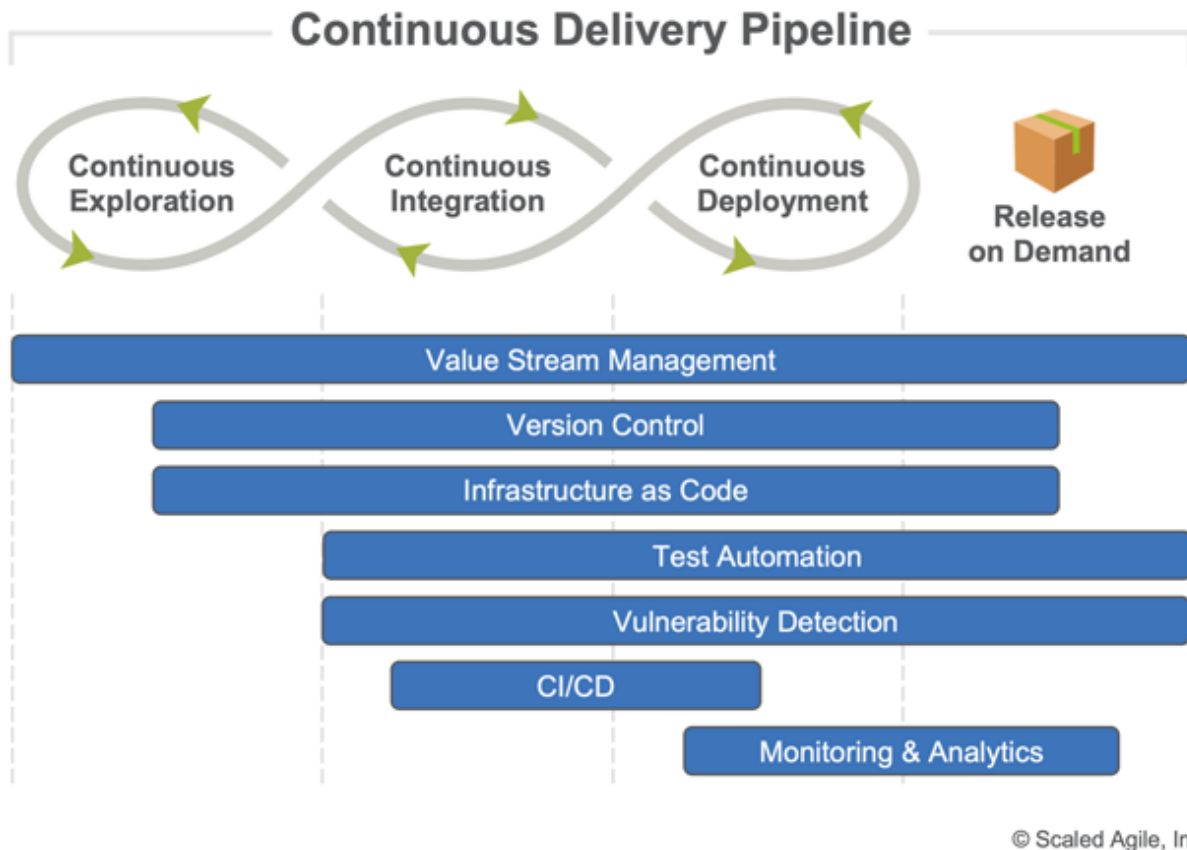 Continuous Delivery Pipeline
Continuous
Exploration
Continuous
Integration
Continuous
Deployment
Release
on Demand
Value Stream Management
Version Control
Infrastructure as Code
Test Automation
Vulnerability Detection
CI/CD
Monitoring & Analytics
© Scaled Agile, In